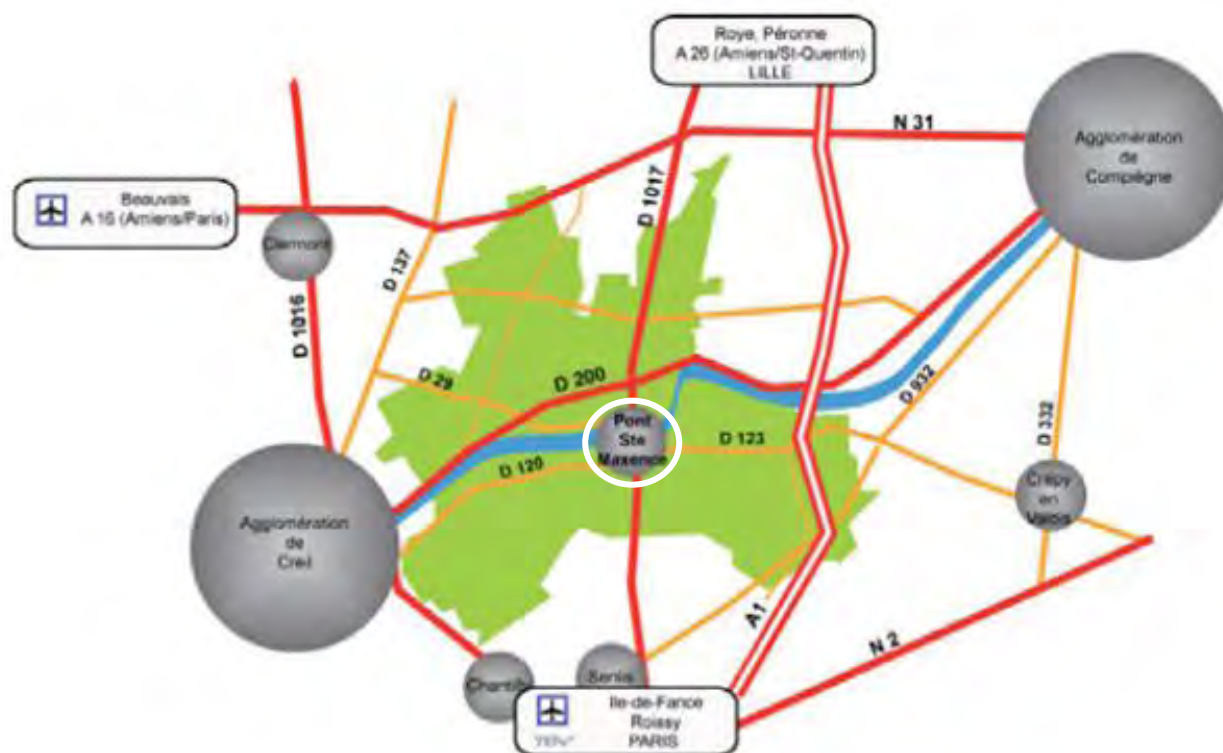 Roye, Péronne
A 26 (Amiens/St-Quentin)
LILLE
N 31
Agglomération
de
Compiègne
Beauvais
A 16 (Amiens/Paris)
Clermont
D 1017
D 137
D 1016
D 29
D 200
D 932
D 332
Pont
Ste
Maxence
D 123
D 120
Crépy
en
Valois
Agglomération
de
Creil
A1
N 2
Chantilly
Senlis
Ile-de-Fance
Roissy
PARIS